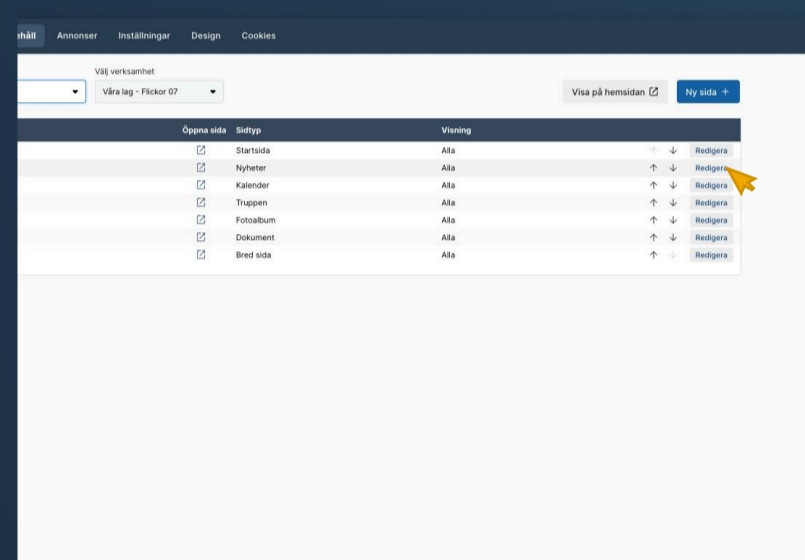 ehåll Annonser Inställningar Design Cookies
Välj verksamhet
Våra lag - Flickor 07
Visa på hemsidan
Ny sida +
Öppna sida Sidtyp Visning
Startsida Alla Redigera
Nyheter Alla Redigera
Kalender Alla Redigera
Truppen Alla Redigera
Fotoalbum Alla Redigera
Dokument Alla Redigera
Bred sida Alla Redigera